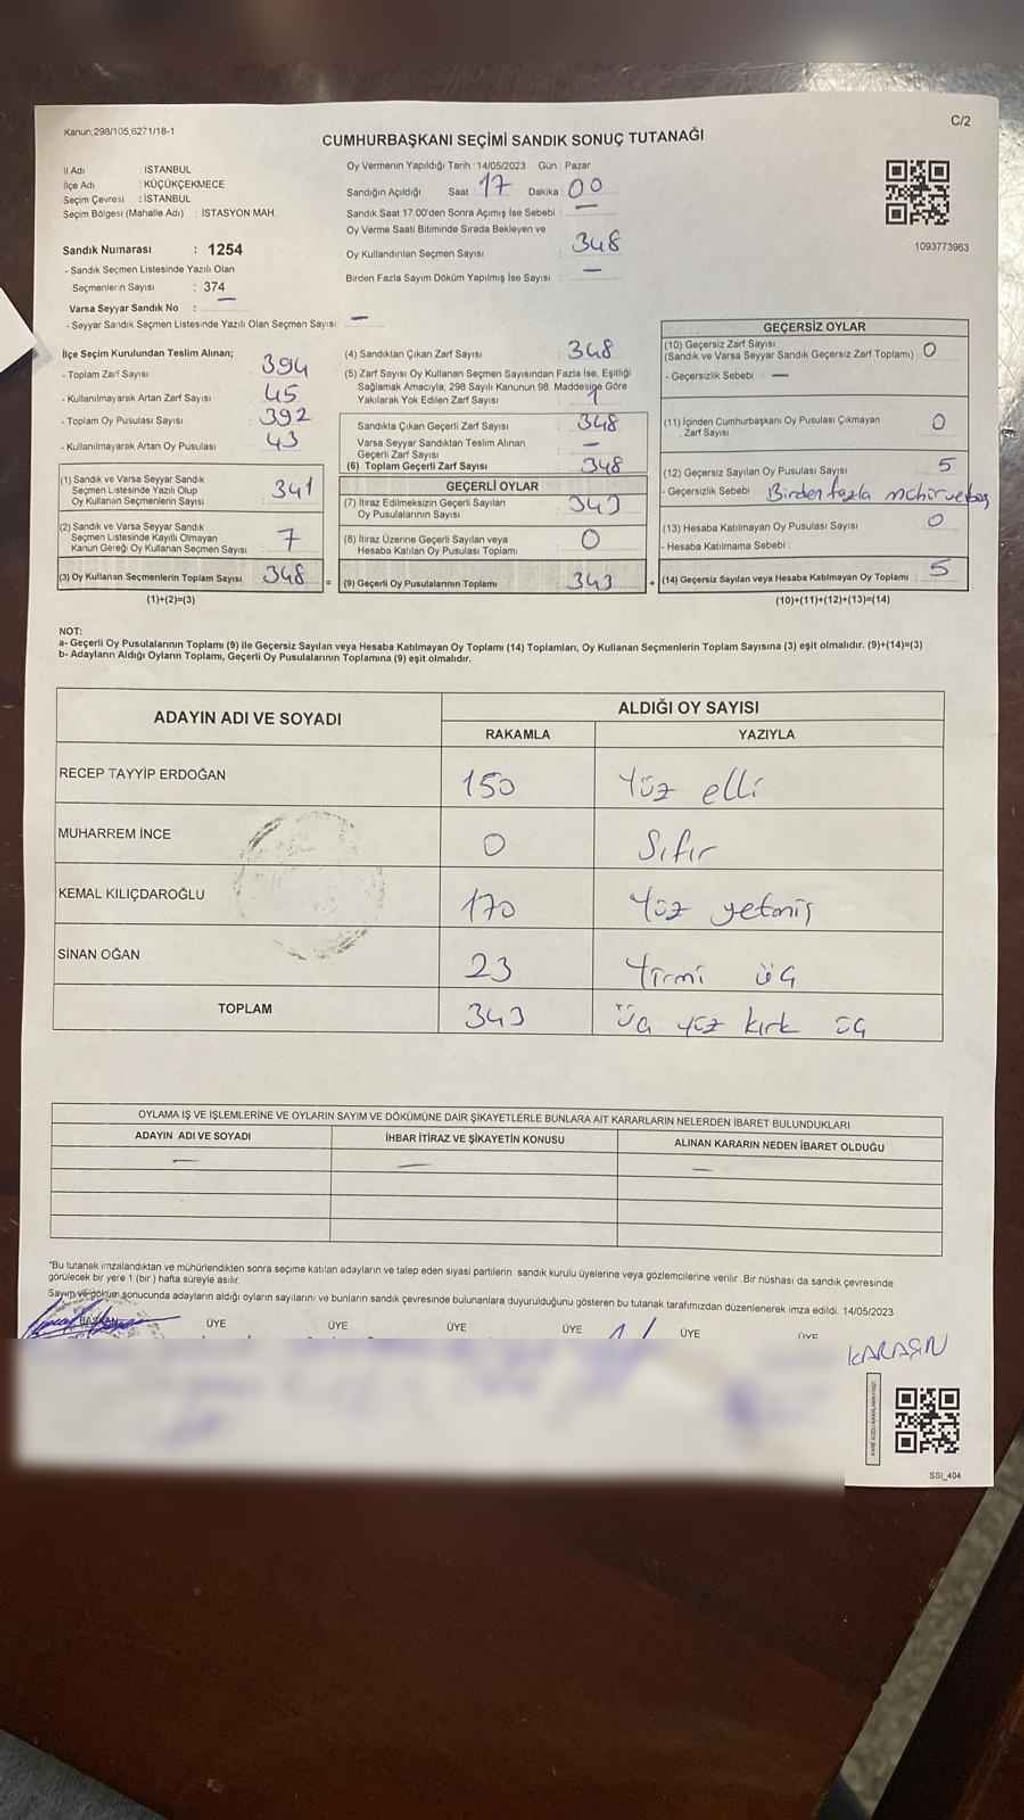 Kanun:298/105,6271/18-1
C/2
CUMHURBAŞKANI SEÇİMİ SANDIK SONUÇ TUTANAĞI
İl Adı : İSTANBUL
İlçe Adı : KÜÇÜKÇEKMECE
Seçim Çevresi : İSTANBUL
Seçim Bölgesi (Mahalle Adı) : İSTASYON MAH.
Oy Vermenin Yapıldığı Tarih : 14/05/2023 Gün : Pazar
Sandığın Açıldığı Saat 17 Dakika 00
Sandık Saat 17.00'den Sonra Açılmış İse Sebebi : —
Oy Verme Saati Bitiminde Sırada Bekleyen ve
Oy Kullandırılan Seçmen Sayısı 348
Birden Fazla Sayım Döküm Yapılmış İse Sayısı —
1093773963
Sandık Numarası : 1254
- Sandık Seçmen Listesinde Yazılı Olan
Seçmenlerin Sayısı : 374
Varsa Seyyar Sandık No : —
- Seyyar Sandık Seçmen Listesinde Yazılı Olan Seçmen Sayısı —
İlçe Seçim Kurulundan Teslim Alınan;
- Toplam Zarf Sayısı 394
- Kullanılmayarak Artan Zarf Sayısı 45
- Toplam Oy Pusulası Sayısı 392
- Kullanılmayarak Artan Oy Pusulası 43
(1) Sandık ve Varsa Seyyar Sandık
Seçmen Listesinde Yazılı Olup
Oy Kullanan Seçmenlerin Sayısı 341
(2) Sandık ve Varsa Seyyar Sandık
Seçmen Listesinde Kayıtlı Olmayan
Kanun Gereği Oy Kullanan Seçmen Sayısı 7
(3) Oy Kullanan Seçmenlerin Toplam Sayısı 348 =
(1)+(2)=(3)
(4) Sandıktan Çıkan Zarf Sayısı 348
(5) Zarf Sayısı Oy Kullanan Seçmen Sayısından Fazla İse, Eşitliği
Sağlamak Amacıyla, 298 Sayılı Kanunun 98. Maddesine Göre
Yakılarak Yok Edilen Zarf Sayısı 1
Sandıkta Çıkan Geçerli Zarf Sayısı 348
Varsa Seyyar Sandıktan Teslim Alınan
Geçerli Zarf Sayısı —
(6) Toplam Geçerli Zarf Sayısı 348
GEÇERLİ OYLAR
(7) İtiraz Edilmeksizin Geçerli Sayılan
Oy Pusulalarının Sayısı 343
(8) İtiraz Üzerine Geçerli Sayılan veya
Hesaba Katılan Oy Pusulası Toplamı 0
(9) Geçerli Oy Pusulalarının Toplamı 343 +
GEÇERSİZ OYLAR
(10) Geçersiz Zarf Sayısı
(Sandık ve Varsa Seyyar Sandık Geçersiz Zarf Toplamı) 0
- Geçersizlik Sebebi : —
(11) İçinden Cumhurbaşkanı Oy Pusulası Çıkmayan
Zarf Sayısı 0
(12) Geçersiz Sayılan Oy Pusulası Sayısı 5
- Geçersizlik Sebebi Birden fazla
(13) Hesaba Katılmayan Oy Pusulası Sayısı 0
- Hesaba Katılmama Sebebi :
(14) Geçersiz Sayılan veya Hesaba Katılmayan Oy Toplamı 5
(10)+(11)+(12)+(13)=(14)
NOT:
a- Geçerli Oy Pusulalarının Toplamı (9) ile Geçersiz Sayılan veya Hesaba Katılmayan Oy Toplamı (14) Toplamları, Oy Kullanan Seçmenlerin Toplam Sayısına (3) eşit olmalıdır. (9)+(14)=(3)
b- Adayların Aldığı Oyların Toplamı, Geçerli Oy Pusulalarının Toplamına (9) eşit olmalıdır.
ADAYIN ADI VE SOYADI
ALDIĞI OY SAYISI
RAKAMLA YAZIYLA
RECEP TAYYİP ERDOĞAN 150 Yüz elli
MUHARREM İNCE 0 Sıfır
KEMAL KILIÇDAROĞLU 170 Yüz yetmiş
SİNAN OĞAN 23 Yirmi üç
TOPLAM 343 Üç yüz kırk üç
OYLAMA İŞ VE İŞLEMLERİNE VE OYLARIN SAYIM VE DÖKÜMÜNE DAİR ŞİKAYETLERLE BUNLARA AİT KARARLARIN NELERDEN İBARET BULUNDUKLARI
ADAYIN ADI VE SOYADI İHBAR İTİRAZ VE ŞİKAYETİN KONUSU ALINAN KARARIN NEDEN İBARET OLDUĞU
— — —
*Bu tutanak imzalandıktan ve mühürlendikten sonra seçime katılan adayların ve talep eden siyasi partilerin sandık kurulu üyelerine veya gözlemcilerine verilir. Bir nüshası da sandık çevresinde
görülecek bir yere 1 (bir) hafta süreyle asılır.
Sayım ve döküm sonucunda adayların aldığı oyların sayılarını ve bunların sandık çevresinde bulunanlara duyurulduğunu gösteren bu tutanak tarafımızdan düzenlenerek imza edildi. 14/05/2023
BAŞKAN ÜYE ÜYE ÜYE ÜYE ÜYE ÜYE
KARAŞIN
SSI_404